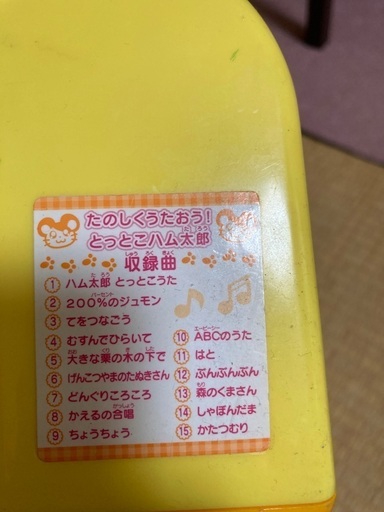 たのしくうたおう!
とっとこハム太郎
収録曲
① ハム太郎 とっとこうた
② 200%のジュモン
③ てをつなごう
④ むすんでひらいて
⑤ 大きな栗の木の下で
⑥ げんこつやまのたぬきさん
⑦ どんぐりころころ
⑧ かえるの合唱
⑨ ちょうちょう
⑩ ABCのうた
⑪ はと
⑫ ぶんぶんぶん
⑬ 森のくまさん
⑭ しゃぼんだま
⑮ かたつむり